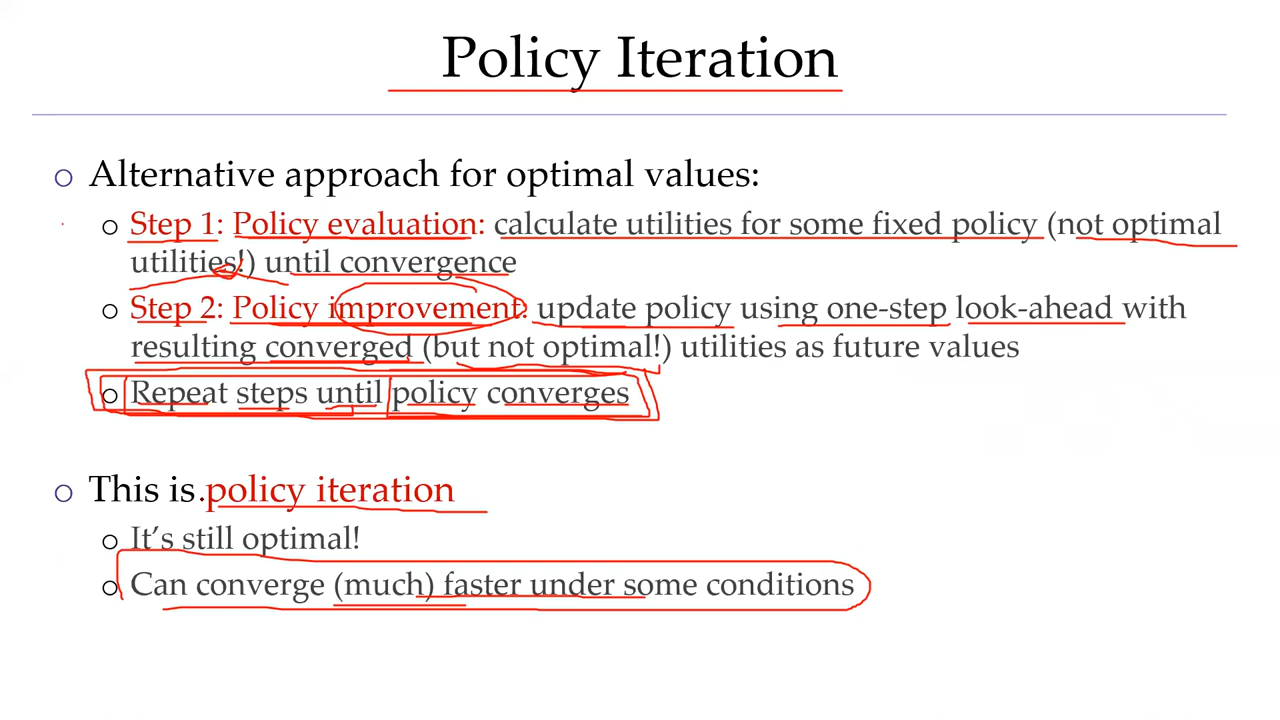 Policy Iteration
Alternative approach for optimal values:
Step 1: Policy evaluation: calculate utilities for some fixed policy (not optimal
utilities!) until convergence
Step 2: Policy improvement: update policy using one-step look-ahead with
resulting converged (but not optimal!) utilities as future values
Repeat steps until policy converges
This is policy iteration
It's still optimal!
Can converge (much) faster under some conditions